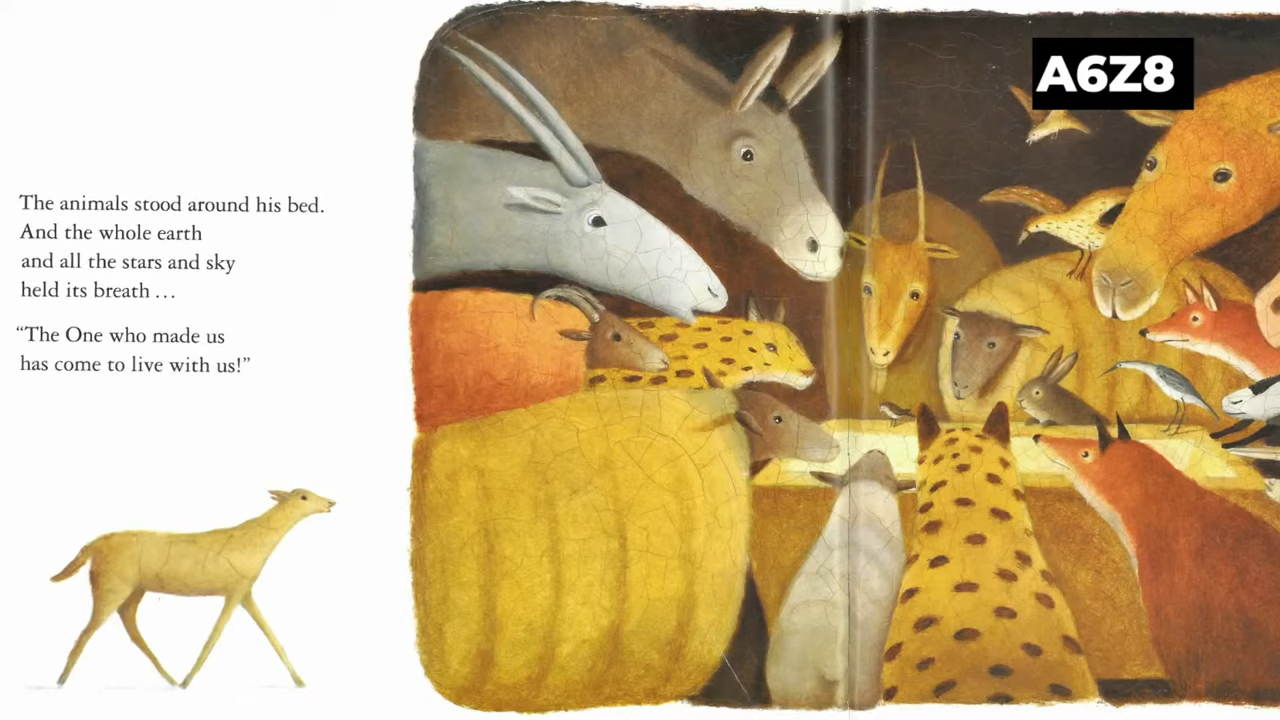 The animals stood around his bed.
And the whole earth
and all the stars and sky
held its breath ...
“The One who made us
has come to live with us!”
A6Z8